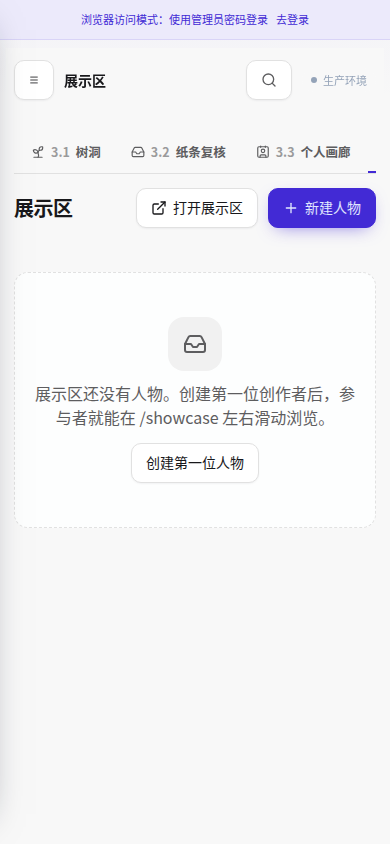 浏览器访问模式：使用管理员密码登录 去登录
展示区
生产环境
3.1 树洞
3.2 纸条复核
3.3 个人画廊
展示区
打开展示区
新建人物
展示区还没有人物。创建第一位创作者后，参
与者就能在 /showcase 左右滑动浏览。
创建第一位人物